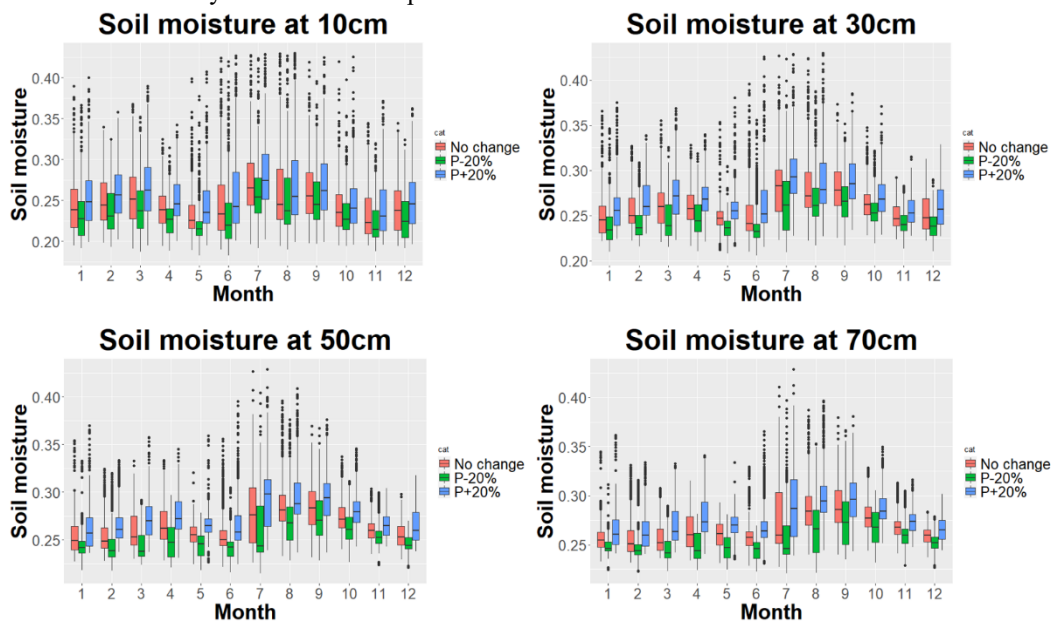 Soil moisture at 10cm
Soil moisture
0.40
0.35
0.30
0.25
0.20
1 2 3 4 5 6 7 8 9 10 11 12
Month
cat
No change
P-20%
P+20%
Soil moisture at 30cm
Soil moisture
0.40
0.35
0.30
0.25
0.20
1 2 3 4 5 6 7 8 9 10 11 12
Month
cat
No change
P-20%
P+20%
Soil moisture at 50cm
Soil moisture
0.40
0.35
0.30
0.25
1 2 3 4 5 6 7 8 9 10 11 12
Month
cat
No change
P-20%
P+20%
Soil moisture at 70cm
Soil moisture
0.40
0.35
0.30
0.25
1 2 3 4 5 6 7 8 9 10 11 12
Month
cat
No change
P-20%
P+20%